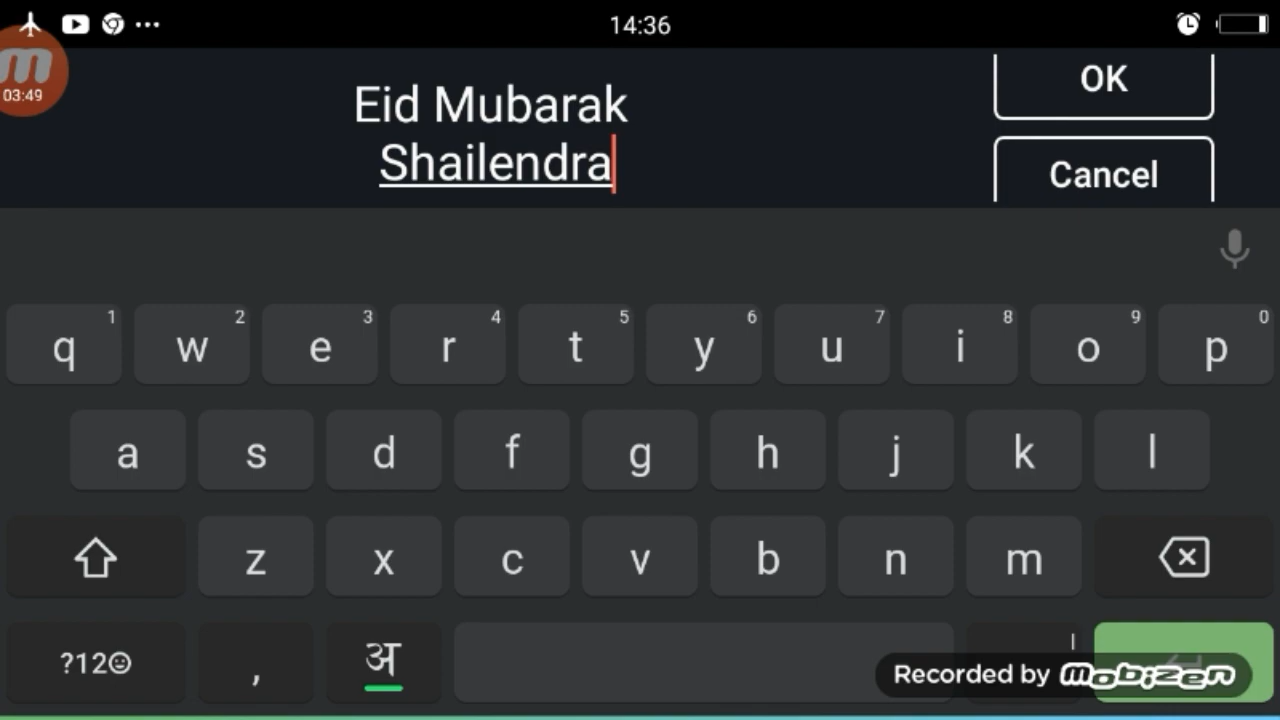 14:36
m
03:49
Eid Mubarak
Shailendra
OK
Cancel
q 1 w 2 e 3 r 4 t 5 y 6 u 7 i 8 o 9 p 0
a s d f g h j k l
z x c v b n m
?12☺ , अ
Recorded by mobizen